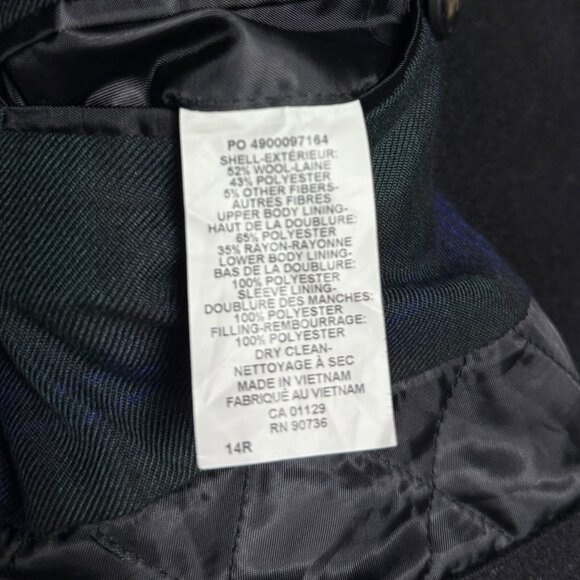 PO 4900097164
SHELL-EXTÉRIEUR:
52% WOOL-LAINE
43% POLYESTER
5% OTHER FIBERS-
AUTRES FIBRES
UPPER BODY LINING-
HAUT DE LA DOUBLURE:
65% POLYESTER
35% RAYON-RAYONNE
LOWER BODY LINING-
BAS DE LA DOUBLURE:
100% POLYESTER
SLEEVE LINING-
DOUBLURE DES MANCHES:
100% POLYESTER
FILLING-REMBOURRAGE:
100% POLYESTER
DRY CLEAN-
NETTOYAGE À SEC
MADE IN VIETNAM
FABRIQUÉ AU VIETNAM
CA 01129
RN 90736
14R